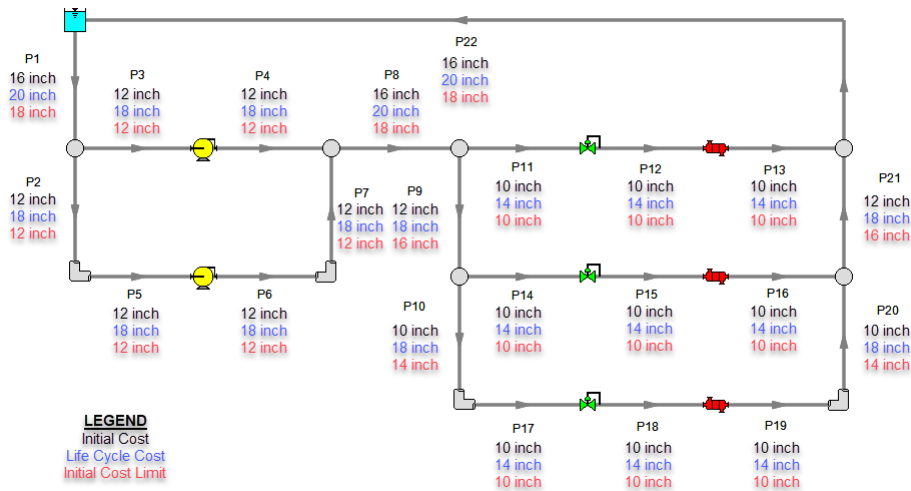 P1
16 inch
20 inch
18 inch
P3
12 inch
18 inch
12 inch
P4
12 inch
18 inch
12 inch
P8
16 inch
20 inch
18 inch
P22
16 inch
20 inch
18 inch
P2
12 inch
18 inch
12 inch
P7
12 inch
18 inch
12 inch
P9
12 inch
18 inch
16 inch
P11
10 inch
14 inch
10 inch
P12
10 inch
14 inch
10 inch
P13
10 inch
14 inch
10 inch
P21
12 inch
18 inch
16 inch
P5
12 inch
18 inch
12 inch
P6
12 inch
18 inch
12 inch
P10
10 inch
18 inch
14 inch
P14
10 inch
14 inch
10 inch
P15
10 inch
14 inch
10 inch
P16
10 inch
14 inch
10 inch
P20
10 inch
18 inch
14 inch
P17
10 inch
14 inch
10 inch
P18
10 inch
14 inch
10 inch
P19
10 inch
14 inch
10 inch
LEGEND
Initial Cost
Life Cycle Cost
Initial Cost Limit